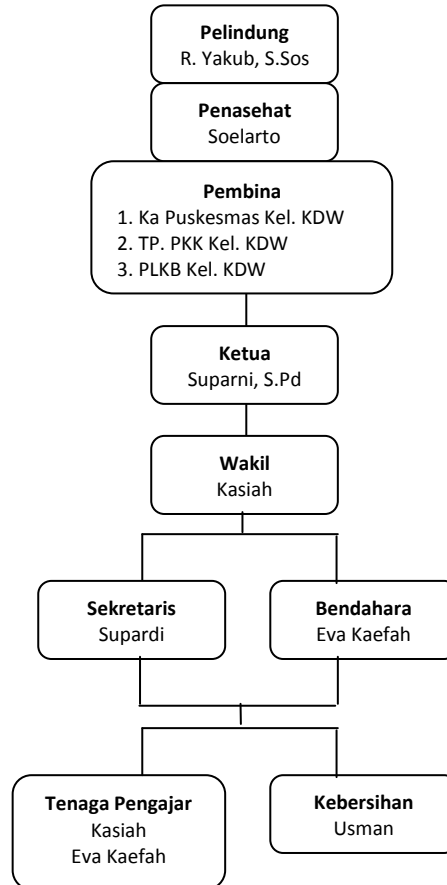 Pelindung
R. Yakub, S.Sos
Penasehat
Soelarto
Pembina
1. Ka Puskesmas Kel. KDW
2. TP. PKK Kel. KDW
3. PLKB Kel. KDW
Ketua
Suparni, S.Pd
Wakil
Kasiah
Sekretaris
Supardi
Bendahara
Eva Kaefah
Tenaga Pengajar
Kasiah
Eva Kaefah
Kebersihan
Usman